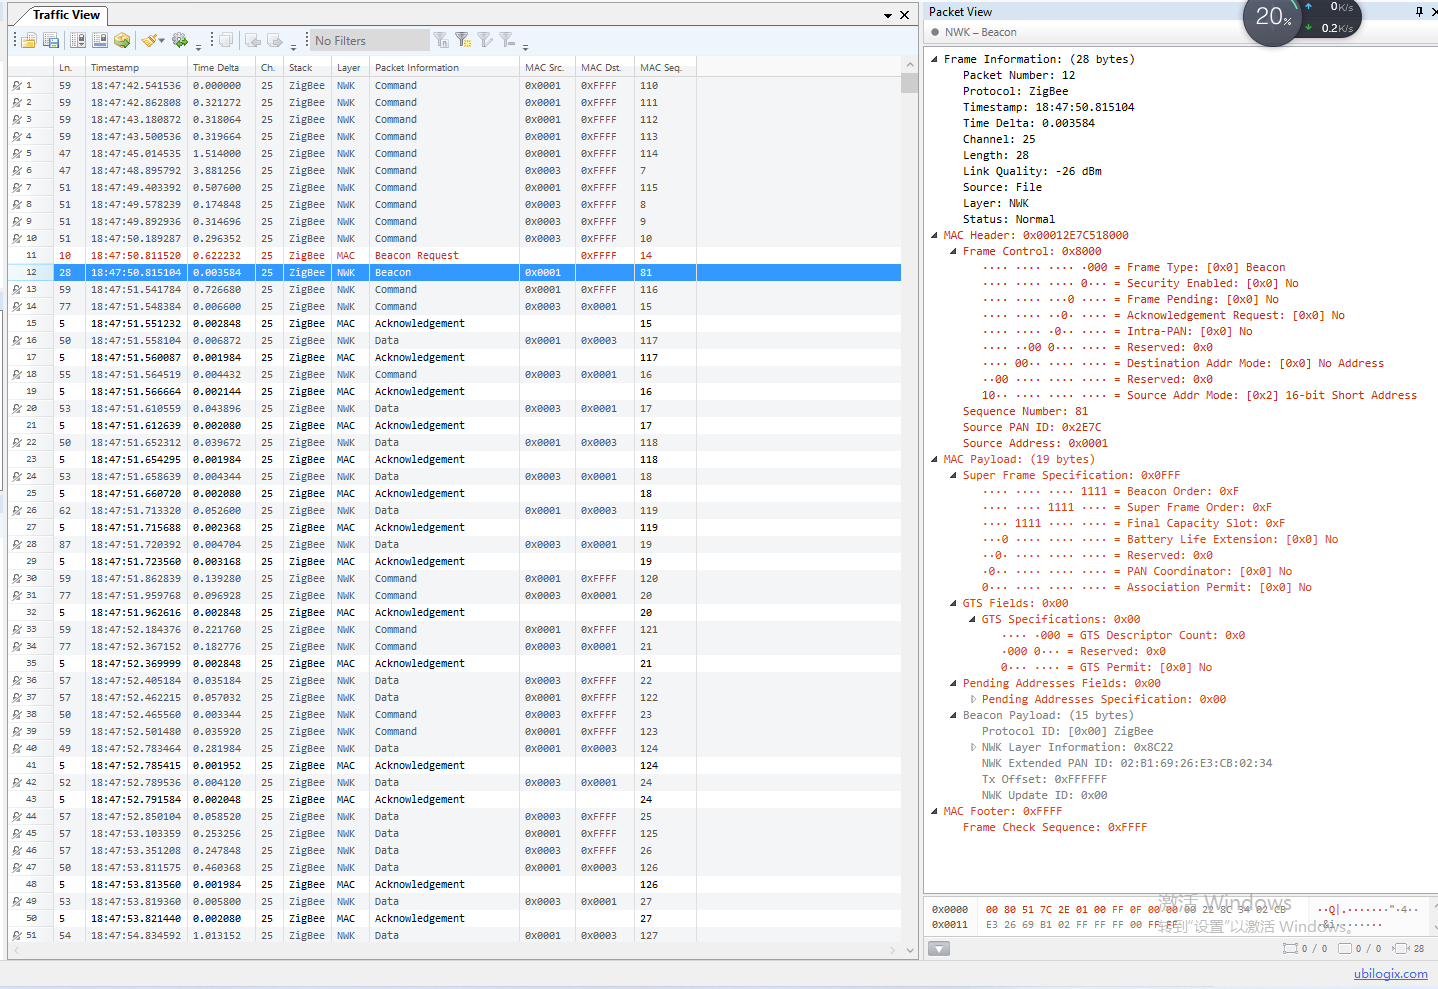 Traffic View
No Filters
Ln. Timestamp Time Delta Ch. Stack Layer Packet Information MAC Src. MAC Dst. MAC Seq.
1 59 18:47:42.541536 0.000000 25 ZigBee NWK Command 0x0001 0xFFFF 110
2 59 18:47:42.862808 0.321272 25 ZigBee NWK Command 0x0001 0xFFFF 111
3 59 18:47:43.180872 0.318064 25 ZigBee NWK Command 0x0001 0xFFFF 112
4 59 18:47:43.500536 0.319664 25 ZigBee NWK Command 0x0001 0xFFFF 113
5 47 18:47:45.014535 1.514000 25 ZigBee NWK Command 0x0001 0xFFFF 114
6 47 18:47:48.895792 3.881256 25 ZigBee NWK Command 0x0003 0xFFFF 7
7 51 18:47:49.403392 0.507600 25 ZigBee NWK Command 0x0001 0xFFFF 115
8 51 18:47:49.578239 0.174848 25 ZigBee NWK Command 0x0003 0xFFFF 8
9 51 18:47:49.892936 0.314696 25 ZigBee NWK Command 0x0003 0xFFFF 9
10 51 18:47:50.189287 0.296352 25 ZigBee NWK Command 0x0003 0xFFFF 10
11 10 18:47:50.811520 0.622232 25 ZigBee MAC Beacon Request 0xFFFF 14
12 28 18:47:50.815104 0.003584 25 ZigBee NWK Beacon 0x0001 81
13 59 18:47:51.541784 0.726680 25 ZigBee NWK Command 0x0001 0xFFFF 116
14 77 18:47:51.548384 0.006600 25 ZigBee NWK Command 0x0003 0x0001 15
15 5 18:47:51.551232 0.002848 25 ZigBee MAC Acknowledgement 15
16 50 18:47:51.558104 0.006872 25 ZigBee NWK Data 0x0001 0x0003 117
17 5 18:47:51.560087 0.001984 25 ZigBee MAC Acknowledgement 117
18 55 18:47:51.564519 0.004432 25 ZigBee NWK Command 0x0003 0x0001 16
19 5 18:47:51.566664 0.002144 25 ZigBee MAC Acknowledgement 16
20 53 18:47:51.610559 0.043896 25 ZigBee NWK Data 0x0003 0x0001 17
21 5 18:47:51.612639 0.002080 25 ZigBee MAC Acknowledgement 17
22 50 18:47:51.652312 0.039672 25 ZigBee NWK Data 0x0001 0x0003 118
23 5 18:47:51.654295 0.001984 25 ZigBee MAC Acknowledgement 118
24 53 18:47:51.658639 0.004344 25 ZigBee NWK Data 0x0003 0x0001 18
25 5 18:47:51.660720 0.002080 25 ZigBee MAC Acknowledgement 18
26 62 18:47:51.713320 0.052600 25 ZigBee NWK Data 0x0001 0x0003 119
27 5 18:47:51.715688 0.002368 25 ZigBee MAC Acknowledgement 119
28 87 18:47:51.720392 0.004704 25 ZigBee NWK Data 0x0003 0x0001 19
29 5 18:47:51.723560 0.003168 25 ZigBee MAC Acknowledgement 19
30 59 18:47:51.862839 0.139280 25 ZigBee NWK Command 0x0001 0xFFFF 120
31 77 18:47:51.959768 0.096928 25 ZigBee NWK Command 0x0003 0x0001 20
32 5 18:47:51.962616 0.002848 25 ZigBee MAC Acknowledgement 20
33 59 18:47:52.184376 0.221760 25 ZigBee NWK Command 0x0001 0xFFFF 121
34 77 18:47:52.367152 0.182776 25 ZigBee NWK Command 0x0003 0x0001 21
35 5 18:47:52.369999 0.002848 25 ZigBee MAC Acknowledgement 21
36 57 18:47:52.405184 0.035184 25 ZigBee NWK Data 0x0003 0xFFFF 22
37 57 18:47:52.462215 0.057032 25 ZigBee NWK Data 0x0001 0xFFFF 122
38 50 18:47:52.465560 0.003344 25 ZigBee NWK Command 0x0003 0xFFFF 23
39 59 18:47:52.501480 0.035920 25 ZigBee NWK Command 0x0001 0xFFFF 123
40 49 18:47:52.783464 0.281984 25 ZigBee NWK Data 0x0001 0x0003 124
41 5 18:47:52.785415 0.001952 25 ZigBee MAC Acknowledgement 124
42 52 18:47:52.789536 0.004120 25 ZigBee NWK Data 0x0003 0x0001 24
43 5 18:47:52.791584 0.002048 25 ZigBee MAC Acknowledgement 24
44 57 18:47:52.850104 0.058520 25 ZigBee NWK Data 0x0003 0xFFFF 25
45 57 18:47:53.103359 0.253256 25 ZigBee NWK Data 0x0001 0xFFFF 125
46 57 18:47:53.351208 0.247848 25 ZigBee NWK Data 0x0003 0xFFFF 26
47 50 18:47:53.811575 0.460368 25 ZigBee NWK Data 0x0001 0x0003 126
48 5 18:47:53.813560 0.001984 25 ZigBee MAC Acknowledgement 126
49 53 18:47:53.819360 0.005800 25 ZigBee NWK Data 0x0003 0x0001 27
50 5 18:47:53.821440 0.002080 25 ZigBee MAC Acknowledgement 27
51 54 18:47:54.834592 1.013152 25 ZigBee NWK Data 0x0001 0x0003 127
Packet View
20%
0K/s
0.2K/s
NWK – Beacon
Frame Information: (28 bytes)
Packet Number: 12
Protocol: ZigBee
Timestamp: 18:47:50.815104
Time Delta: 0.003584
Channel: 25
Length: 28
Link Quality: -26 dBm
Source: File
Layer: NWK
Status: Normal
MAC Header: 0x00012E7C518000
Frame Control: 0x8000
···· ···· ···· ·000 = Frame Type: [0x0] Beacon
···· ···· ···· 0··· = Security Enabled: [0x0] No
···· ···· ···0 ···· = Frame Pending: [0x0] No
···· ···· ··0· ···· = Acknowledgement Request: [0x0] No
···· ···· ·0·· ···· = Intra-PAN: [0x0] No
···· ··00 0··· ···· = Reserved: 0x0
···· 00·· ···· ···· = Destination Addr Mode: [0x0] No Address
··00 ···· ···· ···· = Reserved: 0x0
10·· ···· ···· ···· = Source Addr Mode: [0x2] 16-bit Short Address
Sequence Number: 81
Source PAN ID: 0x2E7C
Source Address: 0x0001
MAC Payload: (19 bytes)
Super Frame Specification: 0x0FFF
···· ···· ···· 1111 = Beacon Order: 0xF
···· ···· 1111 ···· = Super Frame Order: 0xF
···· 1111 ···· ···· = Final Capacity Slot: 0xF
···0 ···· ···· ···· = Battery Life Extension: [0x0] No
··0· ···· ···· ···· = Reserved: 0x0
·0·· ···· ···· ···· = PAN Coordinator: [0x0] No
0··· ···· ···· ···· = Association Permit: [0x0] No
GTS Fields: 0x00
GTS Specifications: 0x00
···· ·000 = GTS Descriptor Count: 0x0
·000 0··· = Reserved: 0x0
0··· ···· = GTS Permit: [0x0] No
Pending Addresses Fields: 0x00
Pending Addresses Specification: 0x00
Beacon Payload: (15 bytes)
Protocol ID: [0x00] ZigBee
NWK Layer Information: 0x8C22
NWK Extended PAN ID: 02:B1:69:26:E3:CB:02:34
Tx Offset: 0xFFFFFF
NWK Update ID: 0x00
MAC Footer: 0xFFFF
Frame Check Sequence: 0xFFFF
激活 Windows
转到"设置"以激活 Windows。
0x0000 00 80 51 7C 2E 01 00 FF 0F 00 00 00 22 8C 34 02 CB ··Q|.·······"·4··
0x0011 E3 26 69 B1 02 FF FF FF 00 FF FF ·&i········
0 / 0 0 / 0 28
ubilogix.com